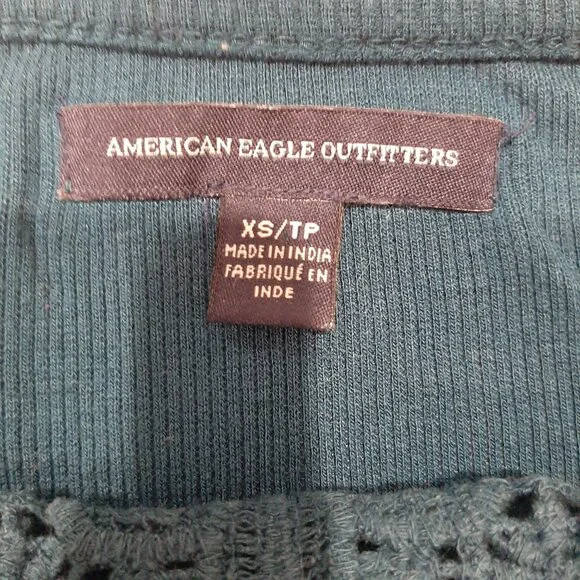 AMERICAN EAGLE OUTFITTERS
XS/TP
MADE IN INDIA
FABRIQUÉ EN
INDE